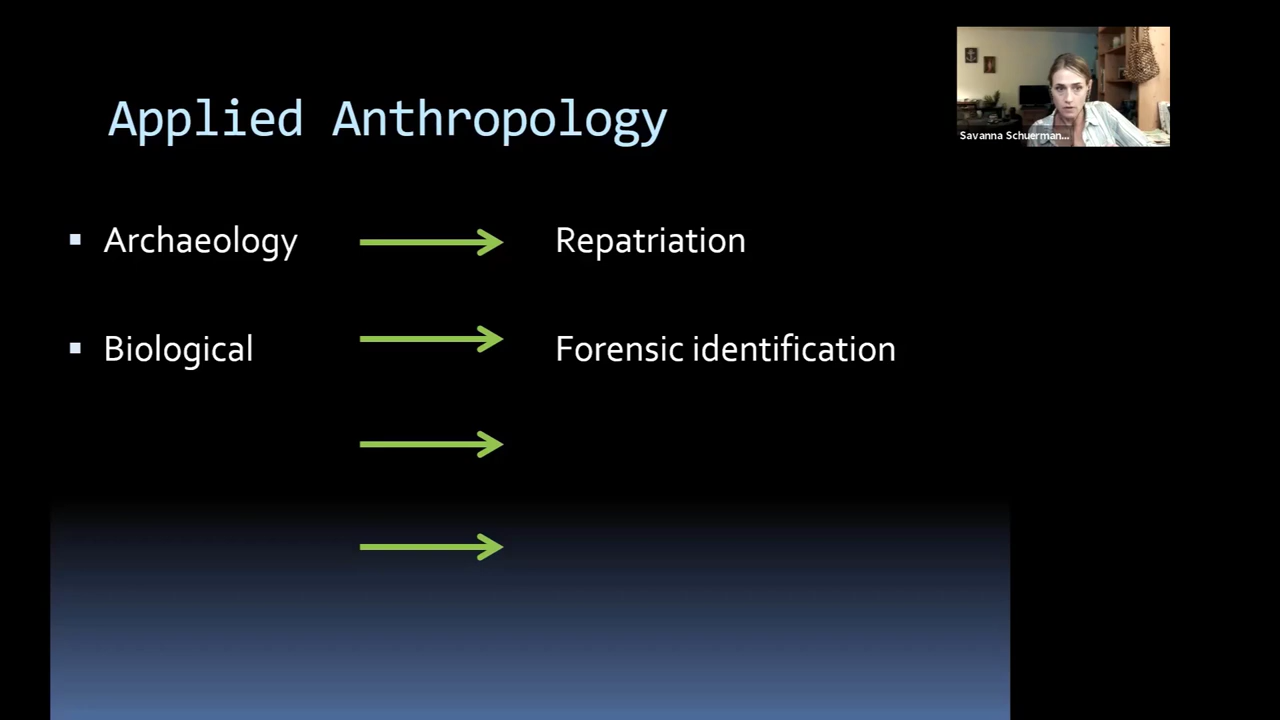 Applied Anthropology
Savanna Schuerman...
▪ Archaeology → Repatriation
▪ Biological → Forensic identification
→
→